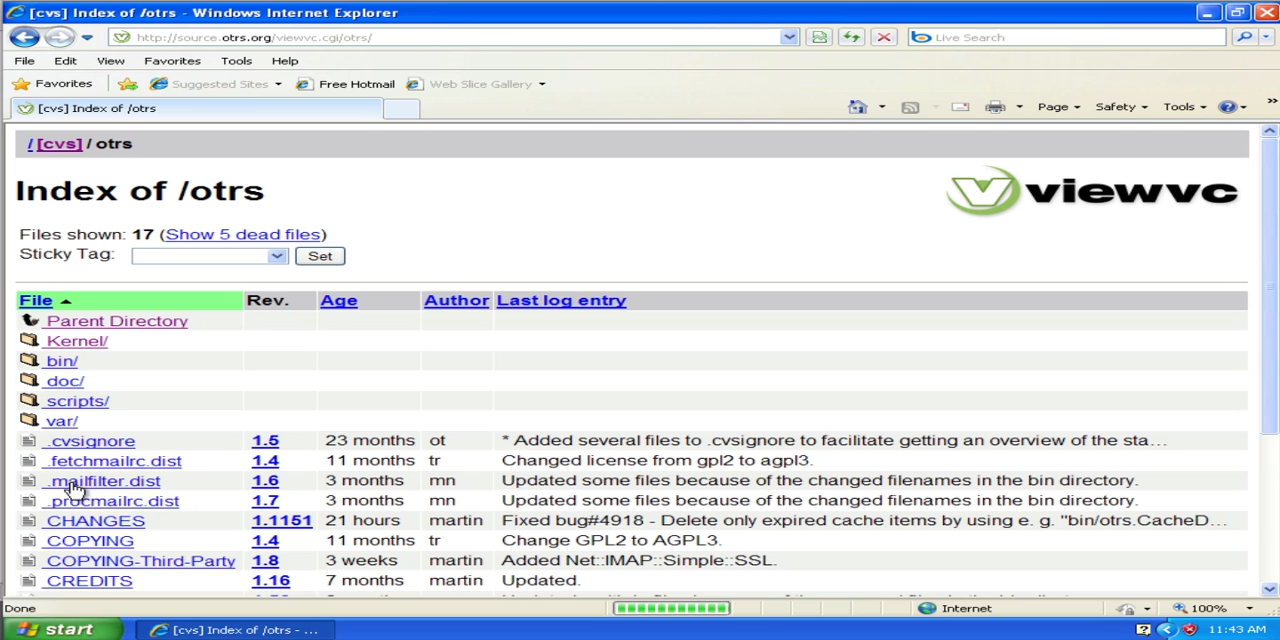 [cvs] Index of /otrs - Windows Internet Explorer
http://source.otrs.org/viewvc.cgi/otrs/
Live Search
File Edit View Favorites Tools Help
Favorites Suggested Sites Free Hotmail Web Slice Gallery
[cvs] Index of /otrs Page Safety Tools
/ [cvs] / otrs
Index of /otrs
viewvc
Files shown: 17 (Show 5 dead files)
Sticky Tag: Set
File Rev. Age Author Last log entry
Parent Directory
Kernel/
bin/
doc/
scripts/
var/
.cvsignore 1.5 23 months ot * Added several files to .cvsignore to facilitate getting an overview of the sta…
.fetchmailrc.dist 1.4 11 months tr Changed license from gpl2 to agpl3.
.mailfilter.dist 1.6 3 months mn Updated some files because of the changed filenames in the bin directory.
.procmailrc.dist 1.7 3 months mn Updated some files because of the changed filenames in the bin directory.
CHANGES 1.1151 21 hours martin Fixed bug#4918 - Delete only expired cache items by using e. g. "bin/otrs.CacheD…
COPYING 1.4 11 months tr Change GPL2 to AGPL3.
COPYING-Third-Party 1.8 3 weeks martin Added Net::IMAP::Simple::SSL.
CREDITS 1.16 7 months martin Updated.
Done Internet 100%
start [cvs] Index of /otrs - ... 11:43 AM